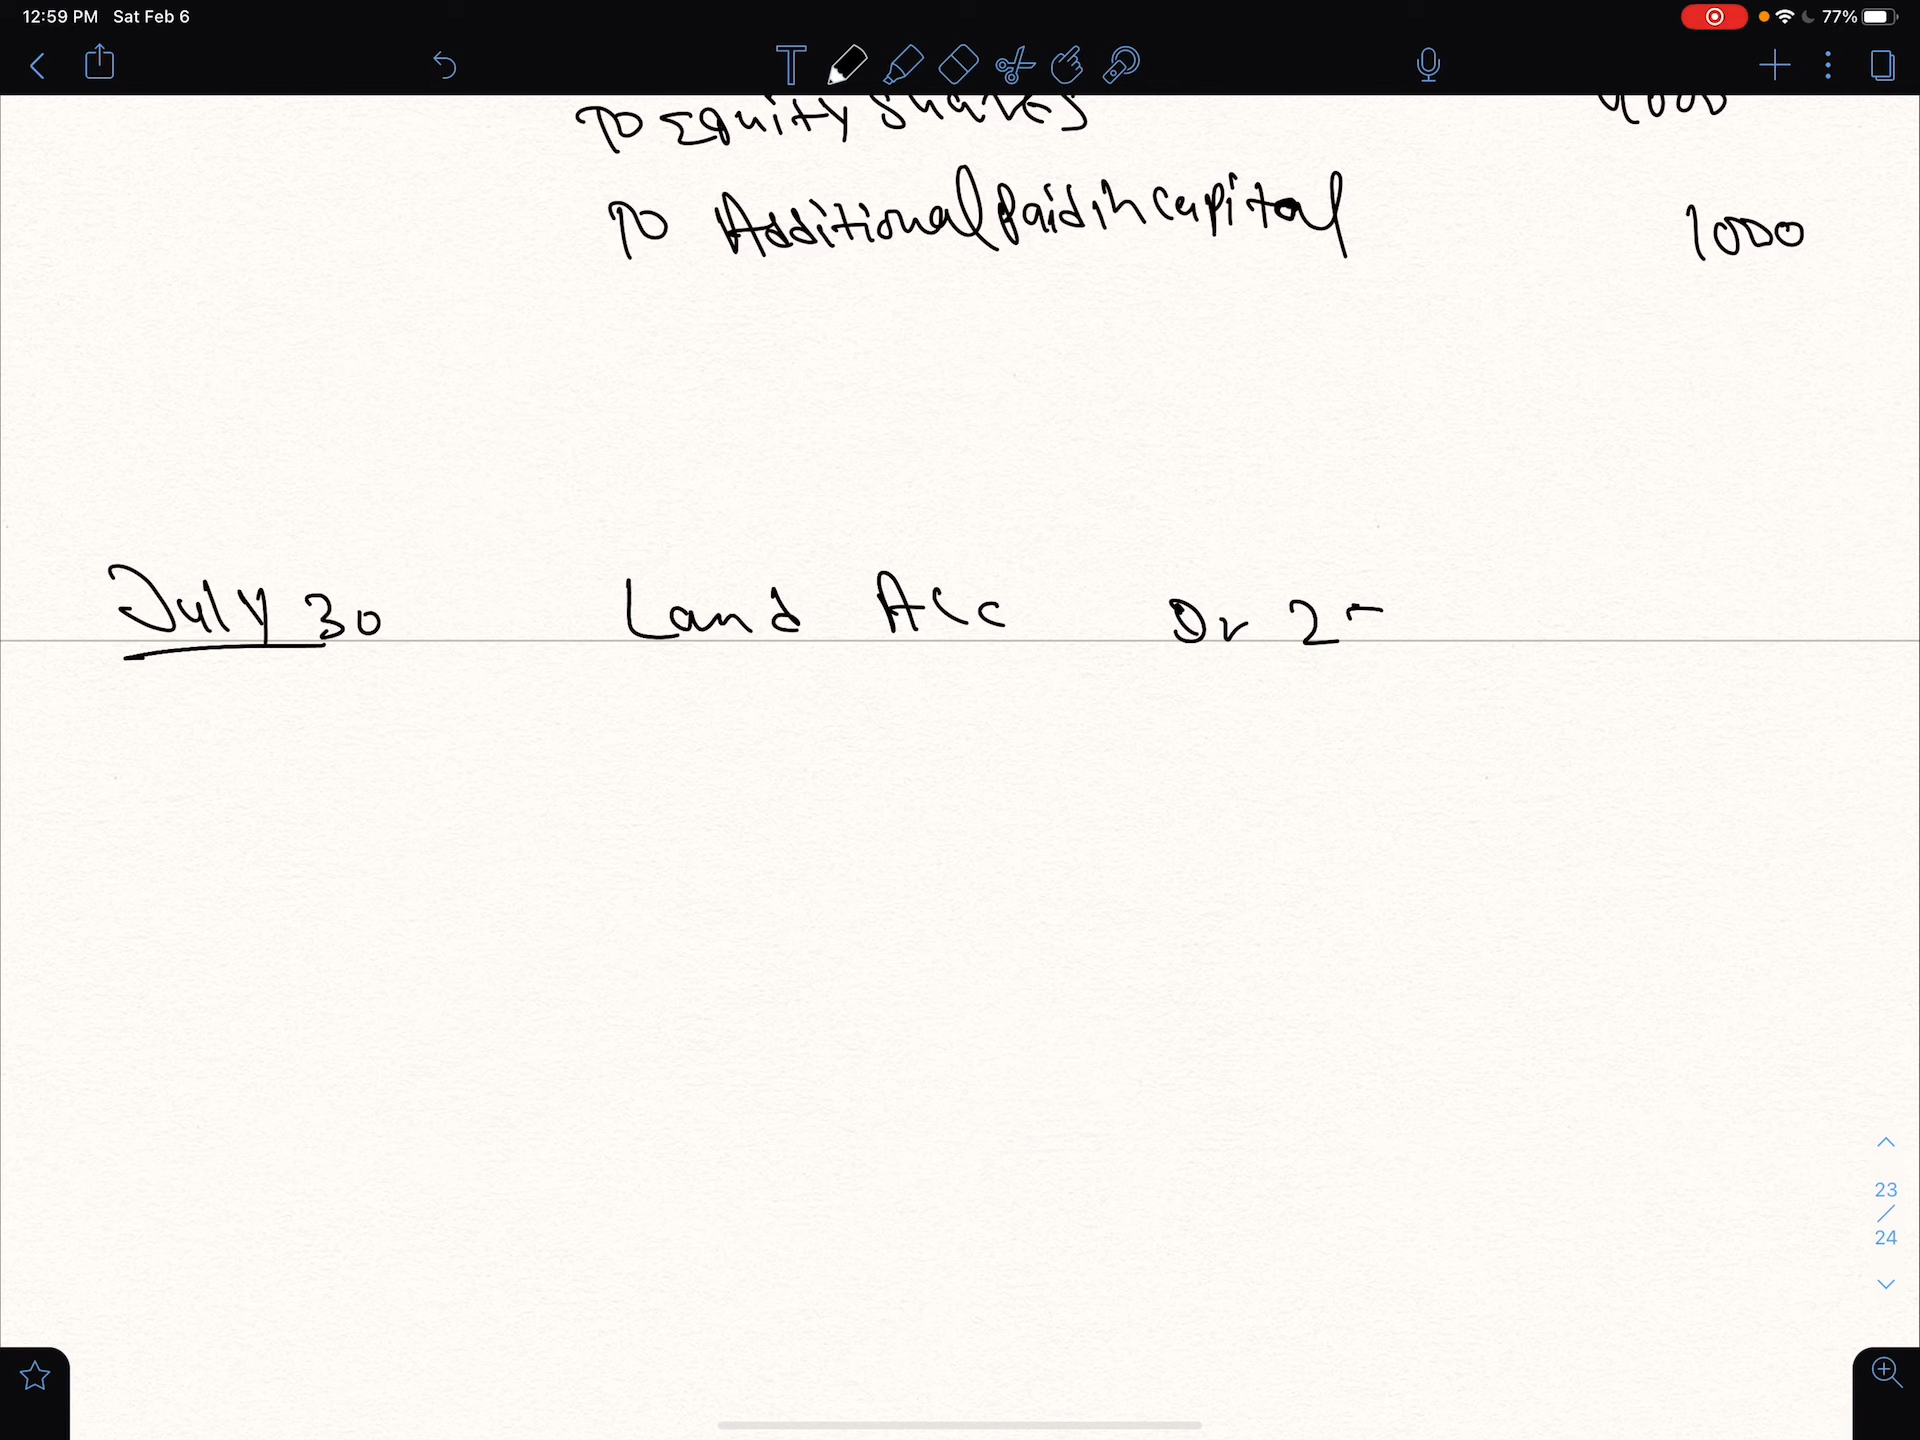 12:59 PM Sat Feb 6 77%
T
To Equity Shares
To Additional paid in capital 1000
July 30 Land Acc Dr 2
23
/
24